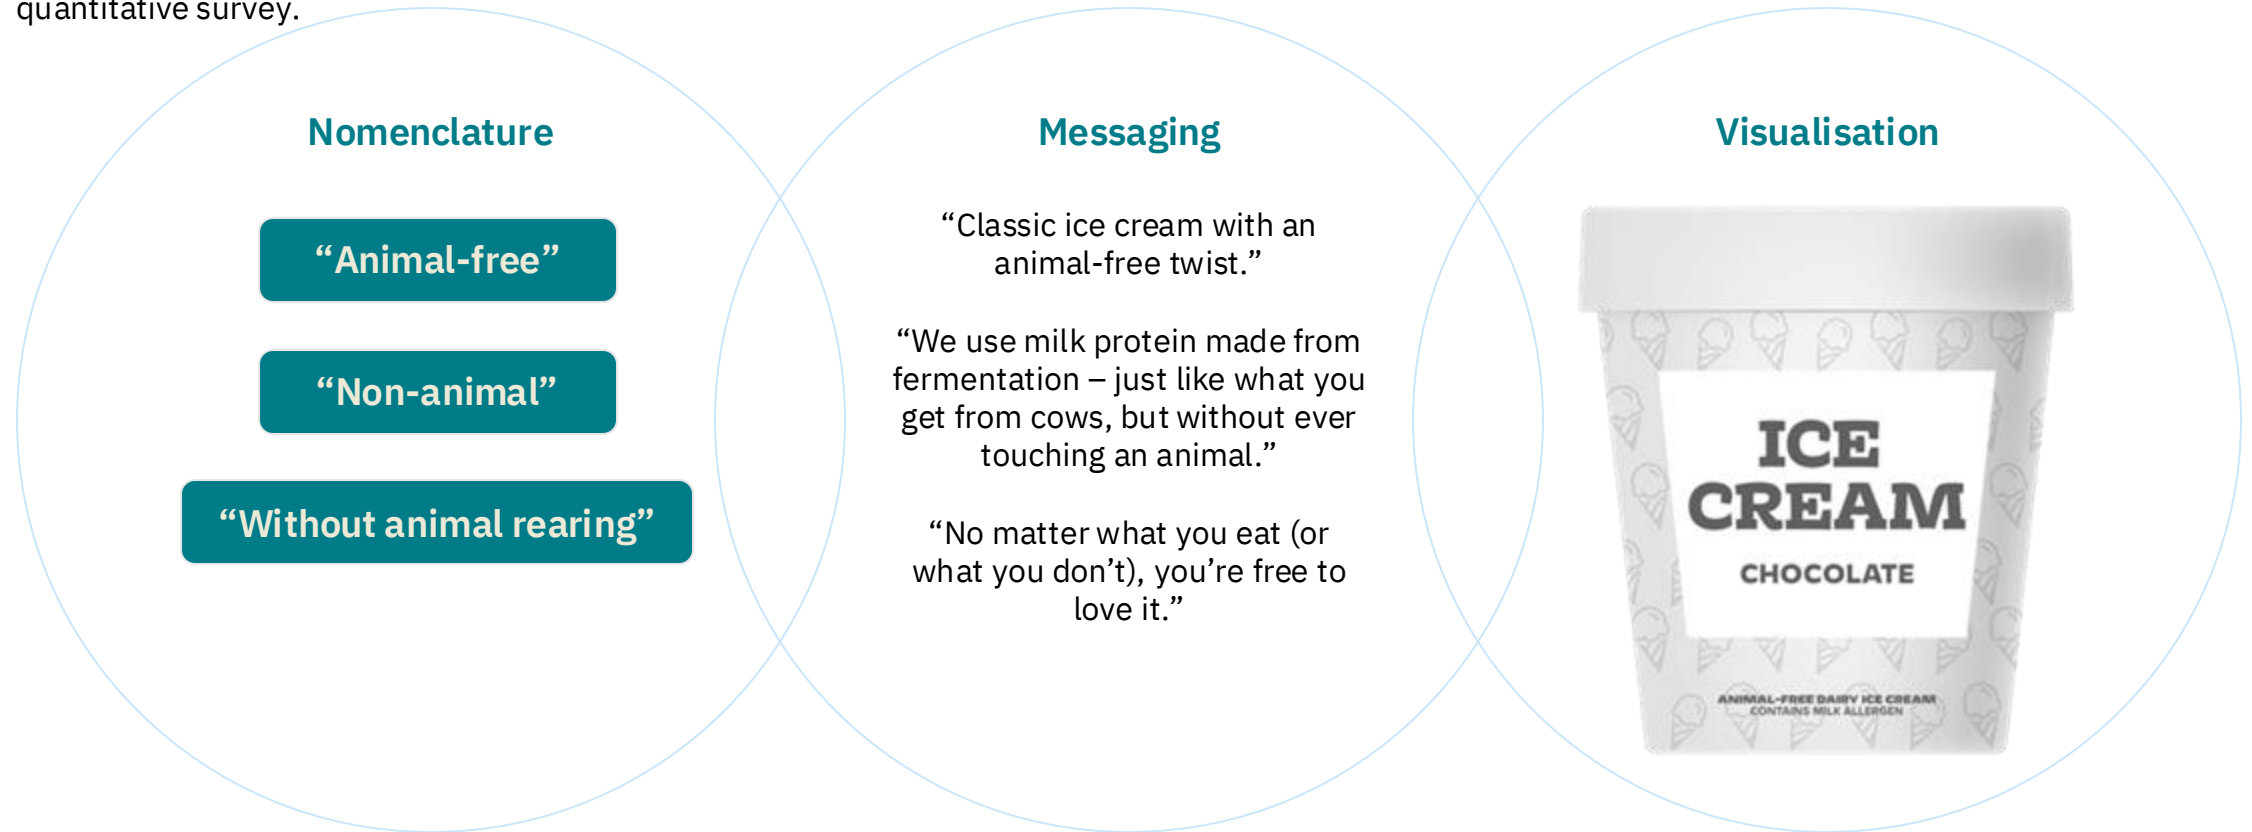 quantitative survey.
Nomenclature
“Animal-free”
“Non-animal”
“Without animal rearing”
Messaging
“Classic ice cream with an
animal-free twist.”
“We use milk protein made from
fermentation – just like what you
get from cows, but without ever
touching an animal.”
“No matter what you eat (or
what you don’t), you’re free to
love it.”
Visualisation
ICE
CREAM
CHOCOLATE
ANIMAL-FREE DAIRY ICE CREAM
CONTAINS MILK ALLERGEN